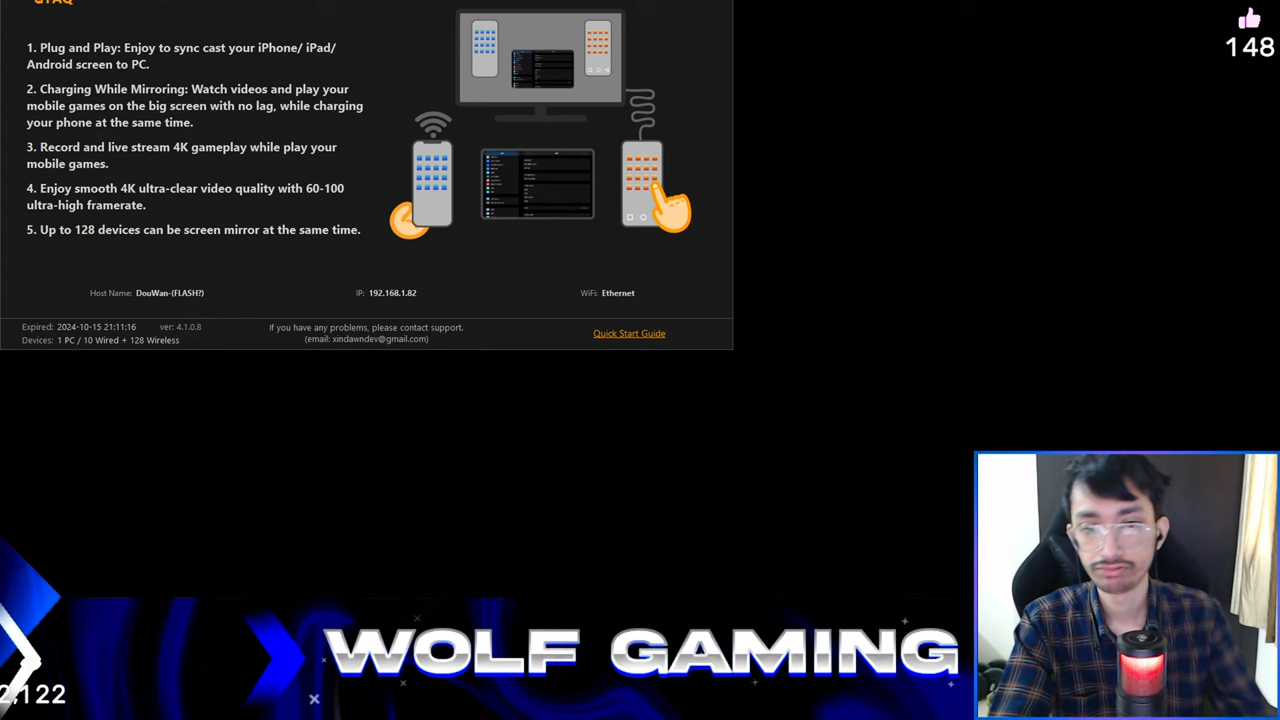 148
1. Plug and Play: Enjoy to sync cast your iPhone/ iPad/
Android screen to PC.
2. Charging While Mirroring: Watch videos and play your
mobile games on the big screen with no lag, while charging
your phone at the same time.
3. Record and live stream 4K gameplay while play your
mobile games.
4. Enjoy smooth 4K ultra-clear video quality with 60-100
ultra-high framerate.
5. Up to 128 devices can be screen mirror at the same time.
Host Name: DouWan-(FLASH?)
IP: 192.168.1.82
WiFi: Ethernet
Expired: 2024-10-15 21:11:16 ver: 4.1.0.8
Devices: 1 PC / 10 Wired + 128 Wireless
If you have any problems, please contact support.
(email: xindawndev@gmail.com)
Quick Start Guide
WOLF GAMING
2,122